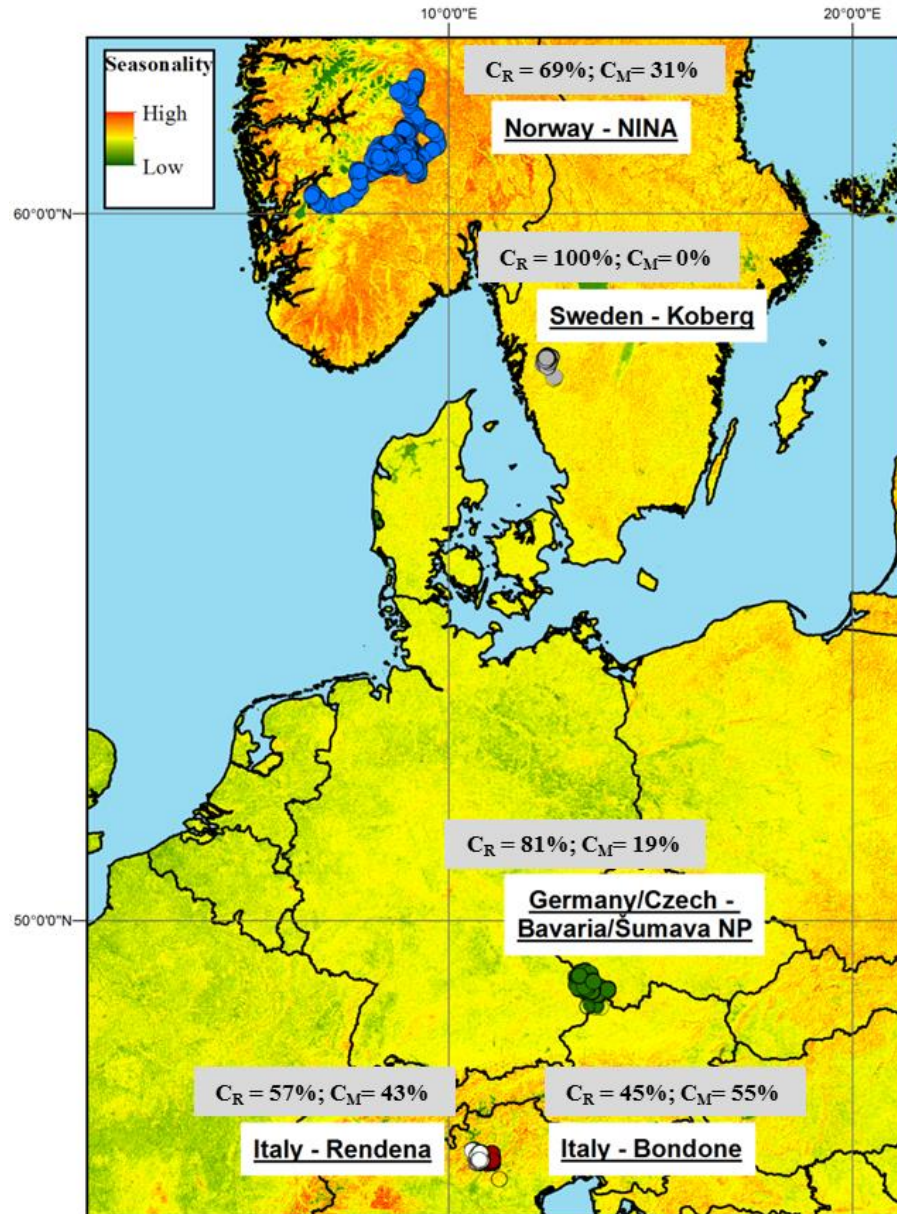 10°0'0"E
20°0'0"E
Seasonality
High
Low
C_R = 69%; C_M= 31%
Norway - NINA
60°0'0"N
C_R = 100%; C_M= 0%
Sweden - Koberg
C_R = 81%; C_M= 19%
Germany/Czech -
Bavaria/Šumava NP
50°0'0"N
C_R = 57%; C_M= 43%
C_R = 45%; C_M= 55%
Italy - Rendena
Italy - Bondone